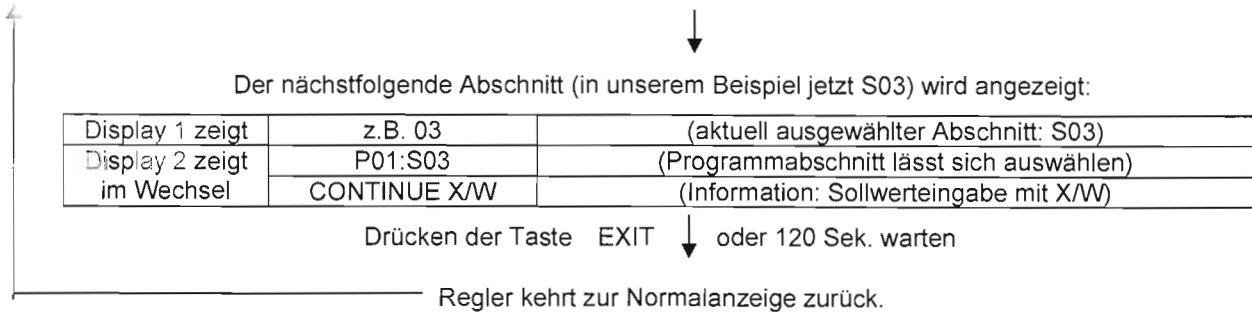 Der nächstfolgende Abschnitt (in unserem Beispiel jetzt S03) wird angezeigt:
Display 1 zeigt z.B. 03 (aktuell ausgewählter Abschnitt: S03)
Display 2 zeigt P01:S03 (Programmabschnitt lässt sich auswählen)
im Wechsel CONTINUE X/W (Information: Sollwerteingabe mit X/W)
Drücken der Taste EXIT oder 120 Sek. warten
Regler kehrt zur Normalanzeige zurück.